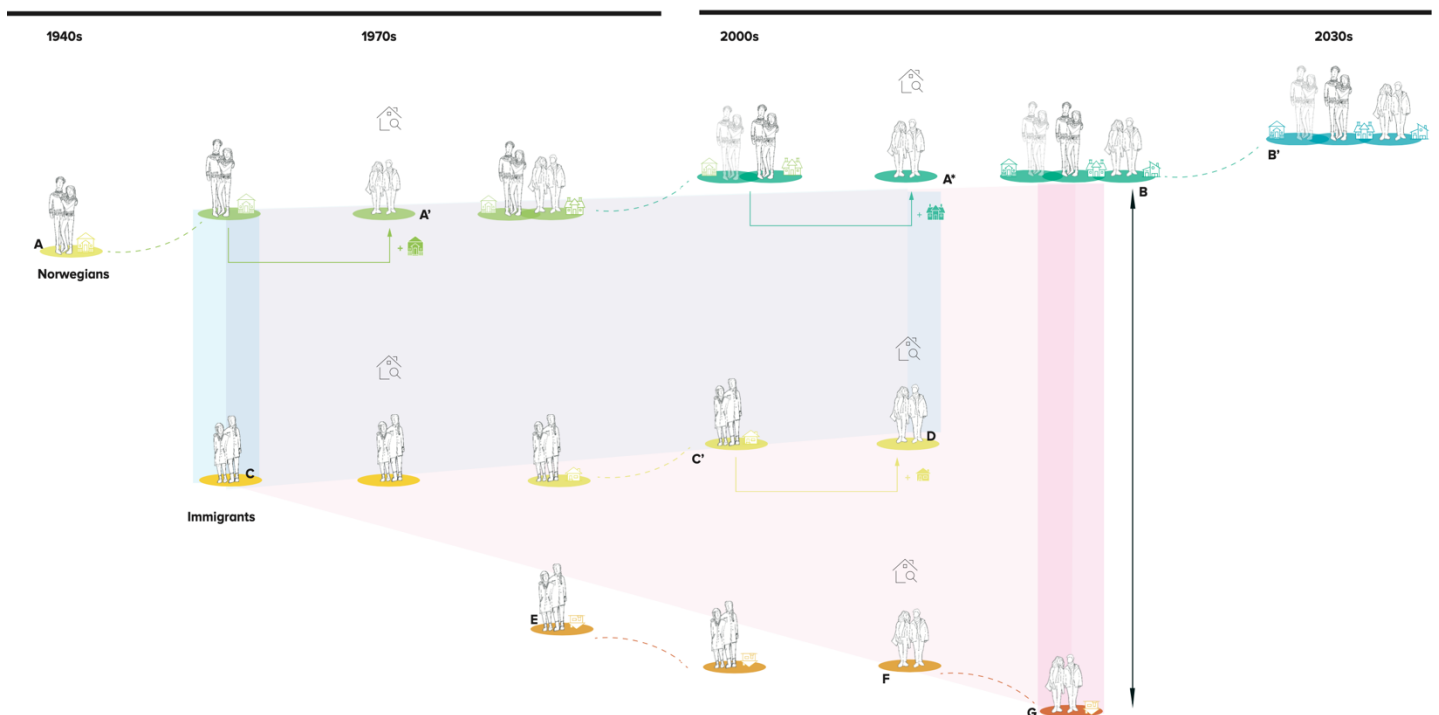 1940s
1970s
2000s
2030s
A
Norwegians
A'
+
A*
+
B
B'
C
Immigrants
C'
D
+
E
F
G